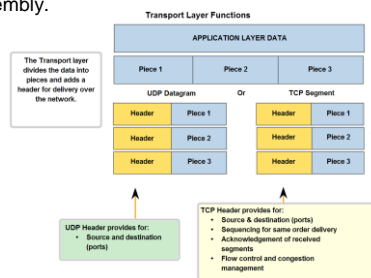 embly.
Transport Layer Functions
The Transport layer
divides the data into
pieces and adds a
header for delivery over
the network.
APPLICATION LAYER DATA
Piece 1 Piece 2 Piece 3
UDP Datagram Or TCP Segment
Header Piece 1 Header Piece 1
Header Piece 2 Header Piece 2
Header Piece 3 Header Piece 3
UDP Header provides for:
• Source and destination
(ports)
TCP Header provides for:
• Source & destination (ports)
• Sequencing for same order delivery
• Acknowledgement of received
segments
• Flow control and congestion
management